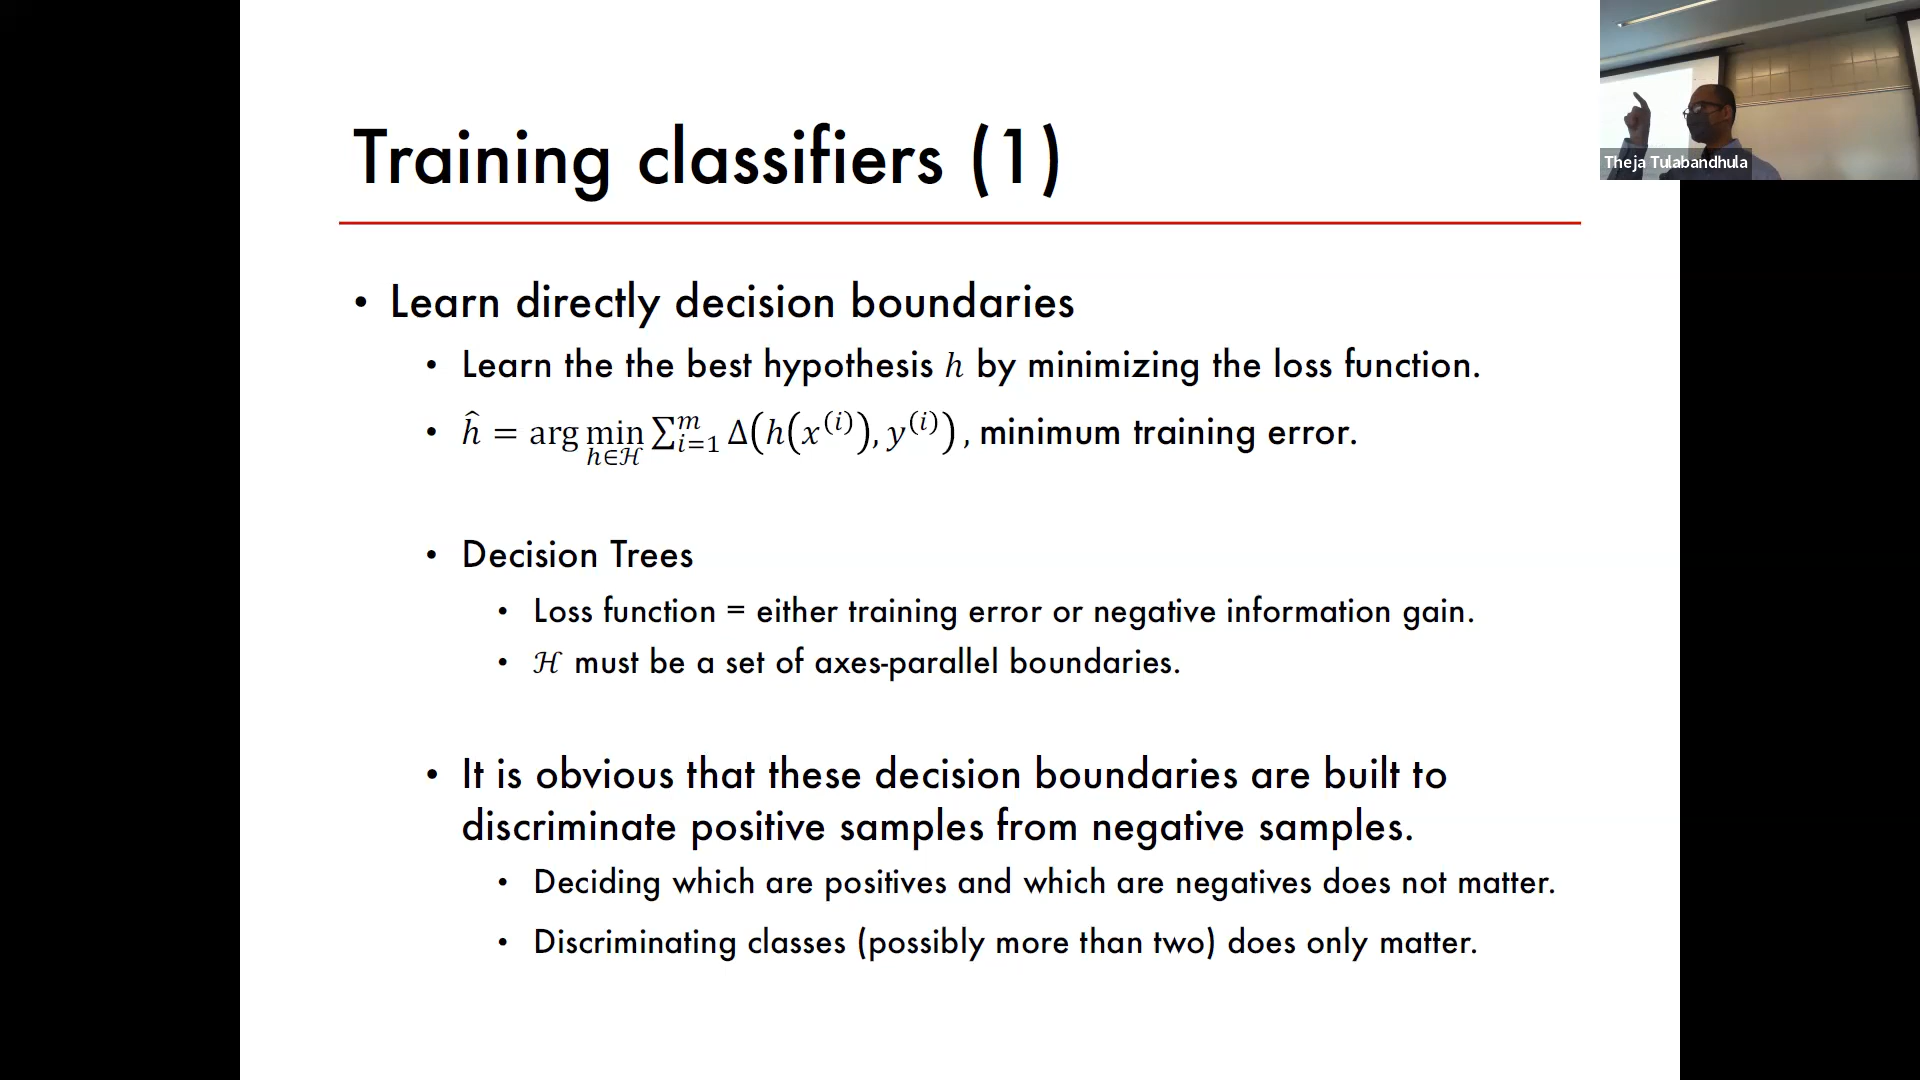 Training classifiers (1)
Theja Tulabandhula
• Learn directly decision boundaries
• Learn the the best hypothesis h by minimizing the loss function.
• ĥ = arg min_{h∈ℋ} ∑_{i=1}^{m} Δ(h(x^{(i)}), y^{(i)}), minimum training error.
• Decision Trees
• Loss function = either training error or negative information gain.
• ℋ must be a set of axes-parallel boundaries.
• It is obvious that these decision boundaries are built to
discriminate positive samples from negative samples.
• Deciding which are positives and which are negatives does not matter.
• Discriminating classes (possibly more than two) does only matter.